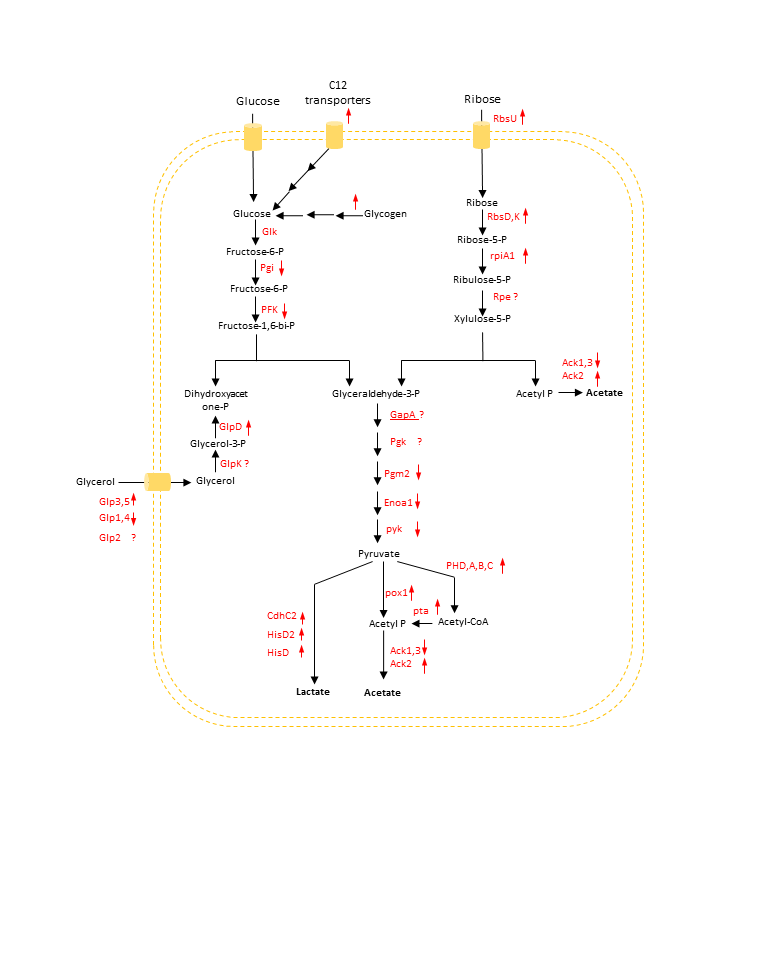 C12
transporters
Glucose
Ribose
RbsU
Glucose
Glycogen
Ribose
RbsD,K
Glk
Fructose-6-P
Ribose-5-P
Pgi
rpiA1
Fructose-6-P
Ribulose-5-P
PFK
Rpe ?
Fructose-1,6-bi-P
Xylulose-5-P
Ack1,3
Ack2
Dihydroxyacet
one-P
Glyceraldehyde-3-P
Acetyl P
Acetate
GlpD
GapA ?
Glycerol-3-P
Pgk ?
GlpK ?
Pgm2
Glycerol
Glycerol
Glp3,5
Glp1,4
Glp2 ?
Enoa1
pyk
Pyruvate
PHD,A,B,C
pox1
pta
CdhC2
Acetyl P
Acetyl-CoA
HisD2
HisD
Ack1,3
Ack2
Lactate
Acetate